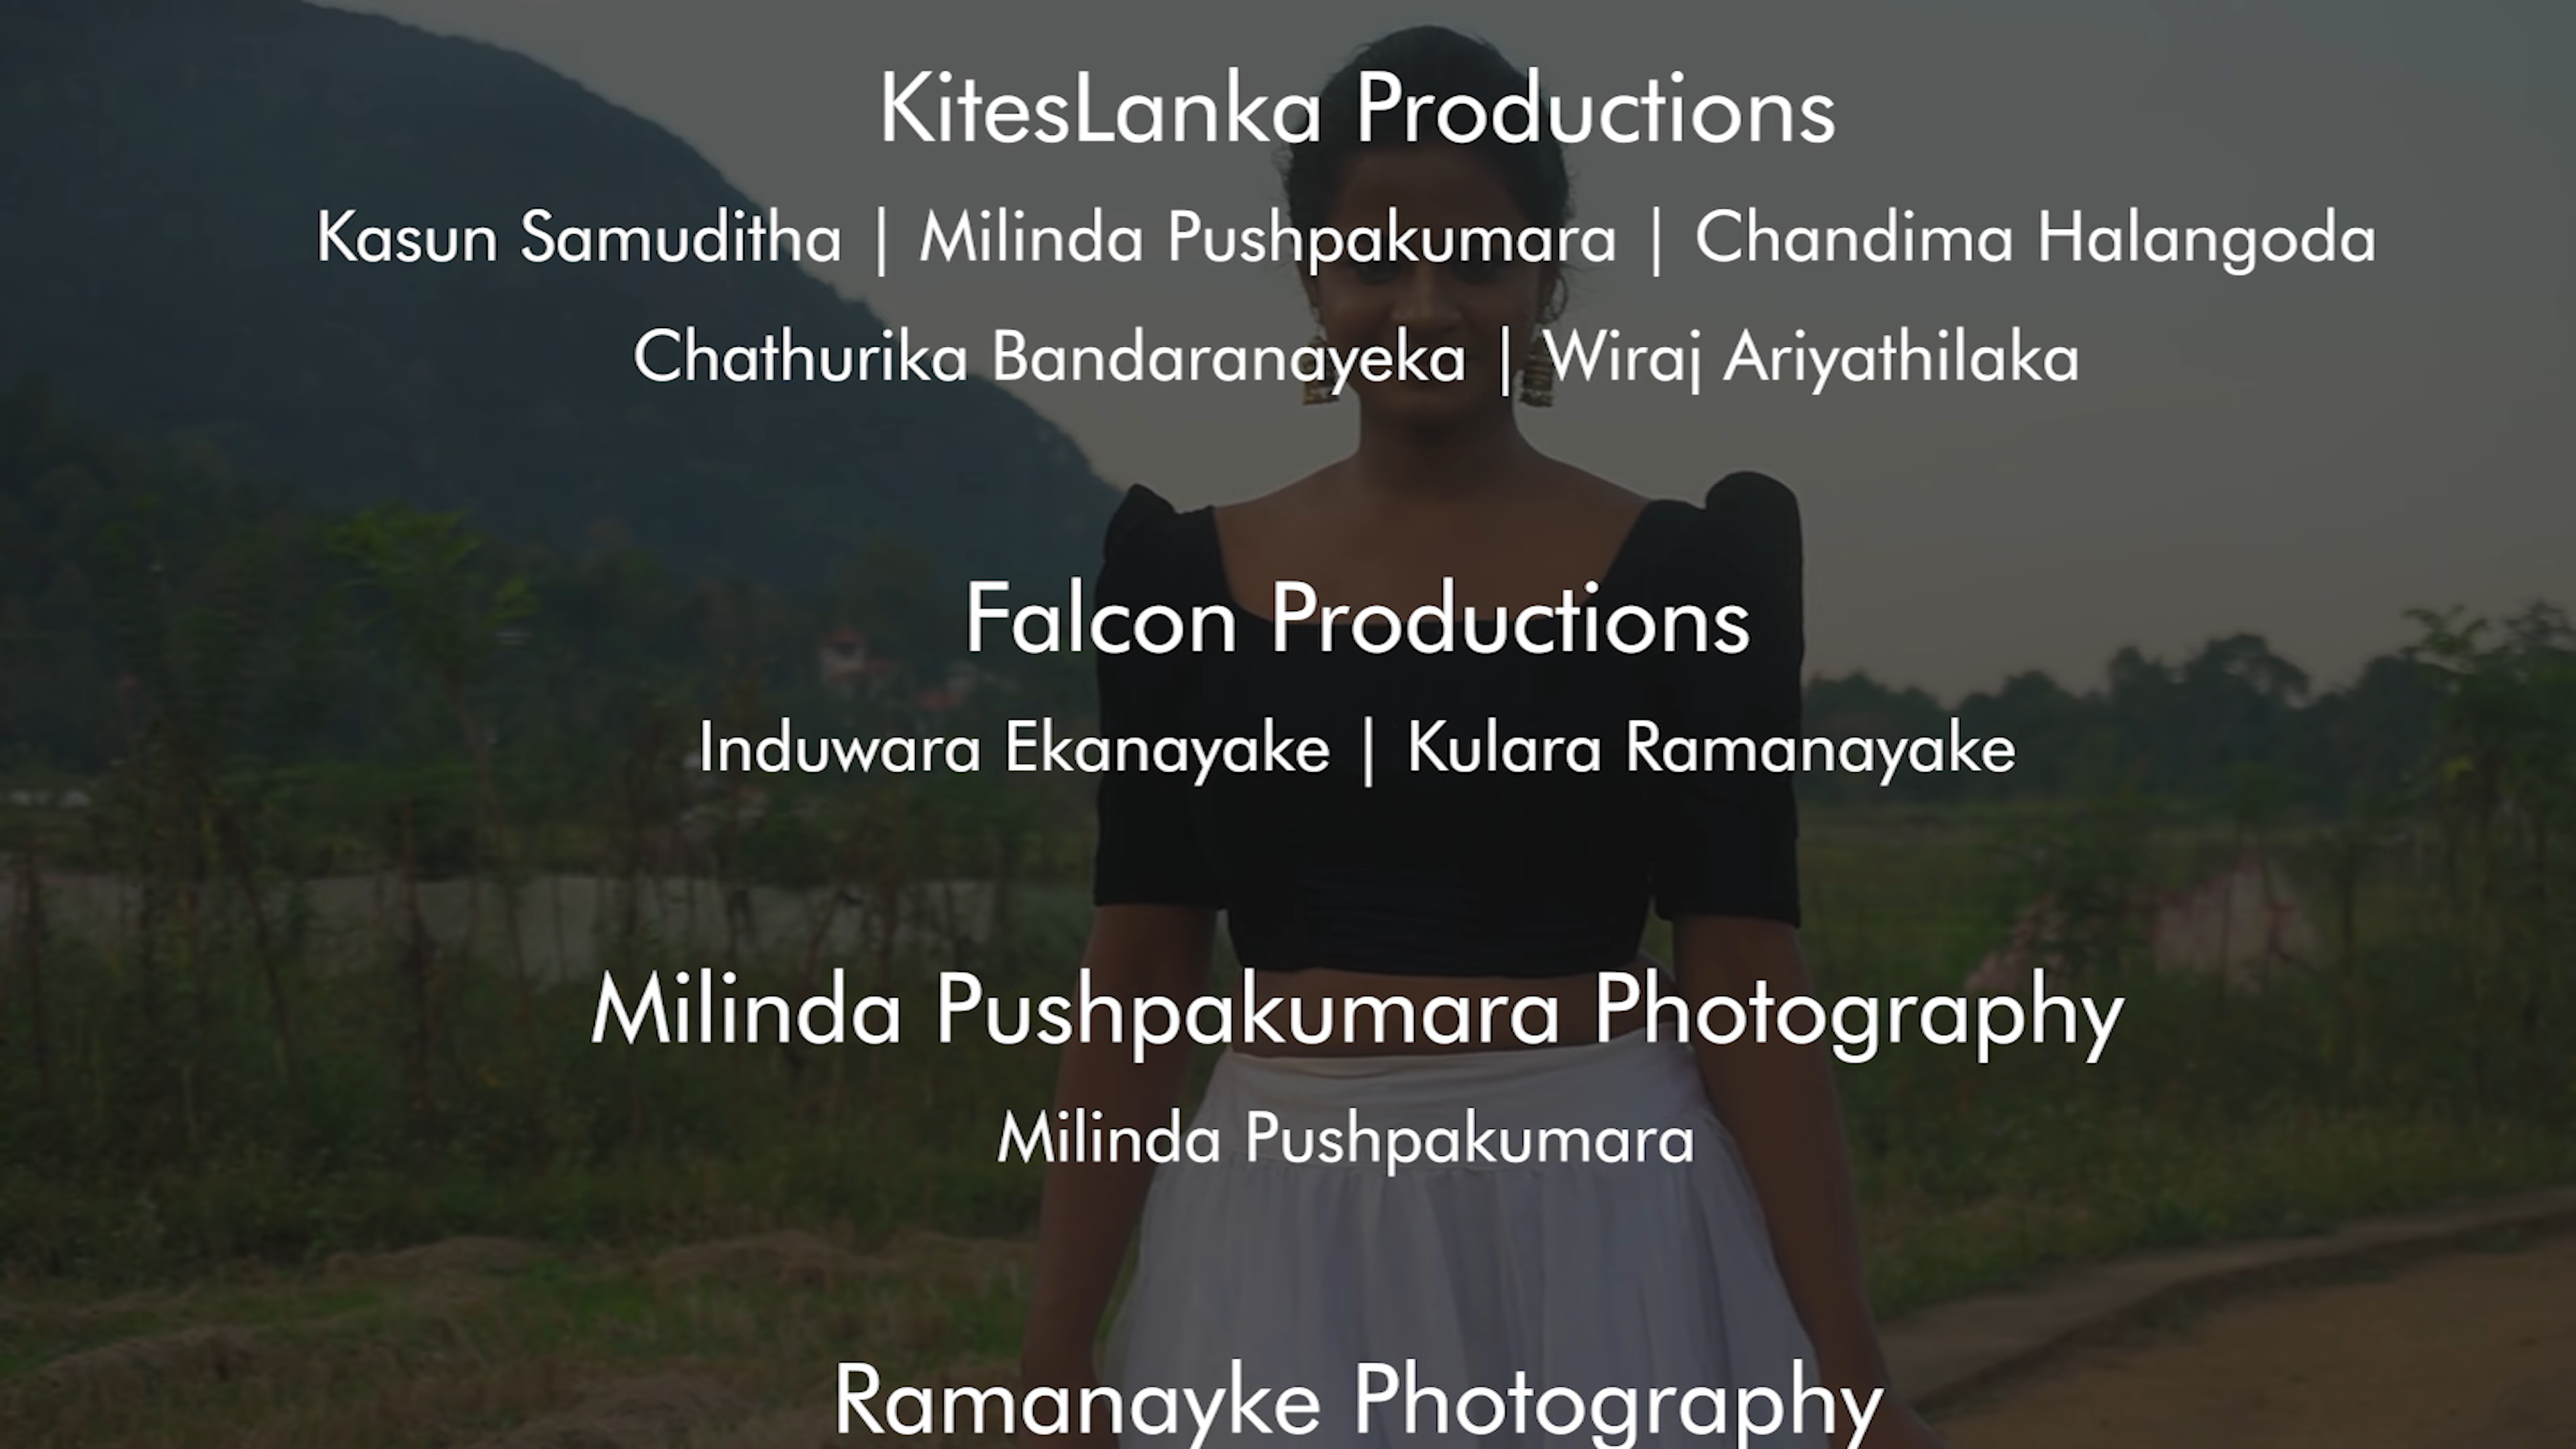 KitesLanka Productions
Kasun Samuditha | Milinda Pushpakumara | Chandima Halangoda
Chathurika Bandaranayeka | Wiraj Ariyathilaka
Falcon Productions
Induwara Ekanayake | Kulara Ramanayake
Milinda Pushpakumara Photography
Milinda Pushpakumara
Ramanayke Photography